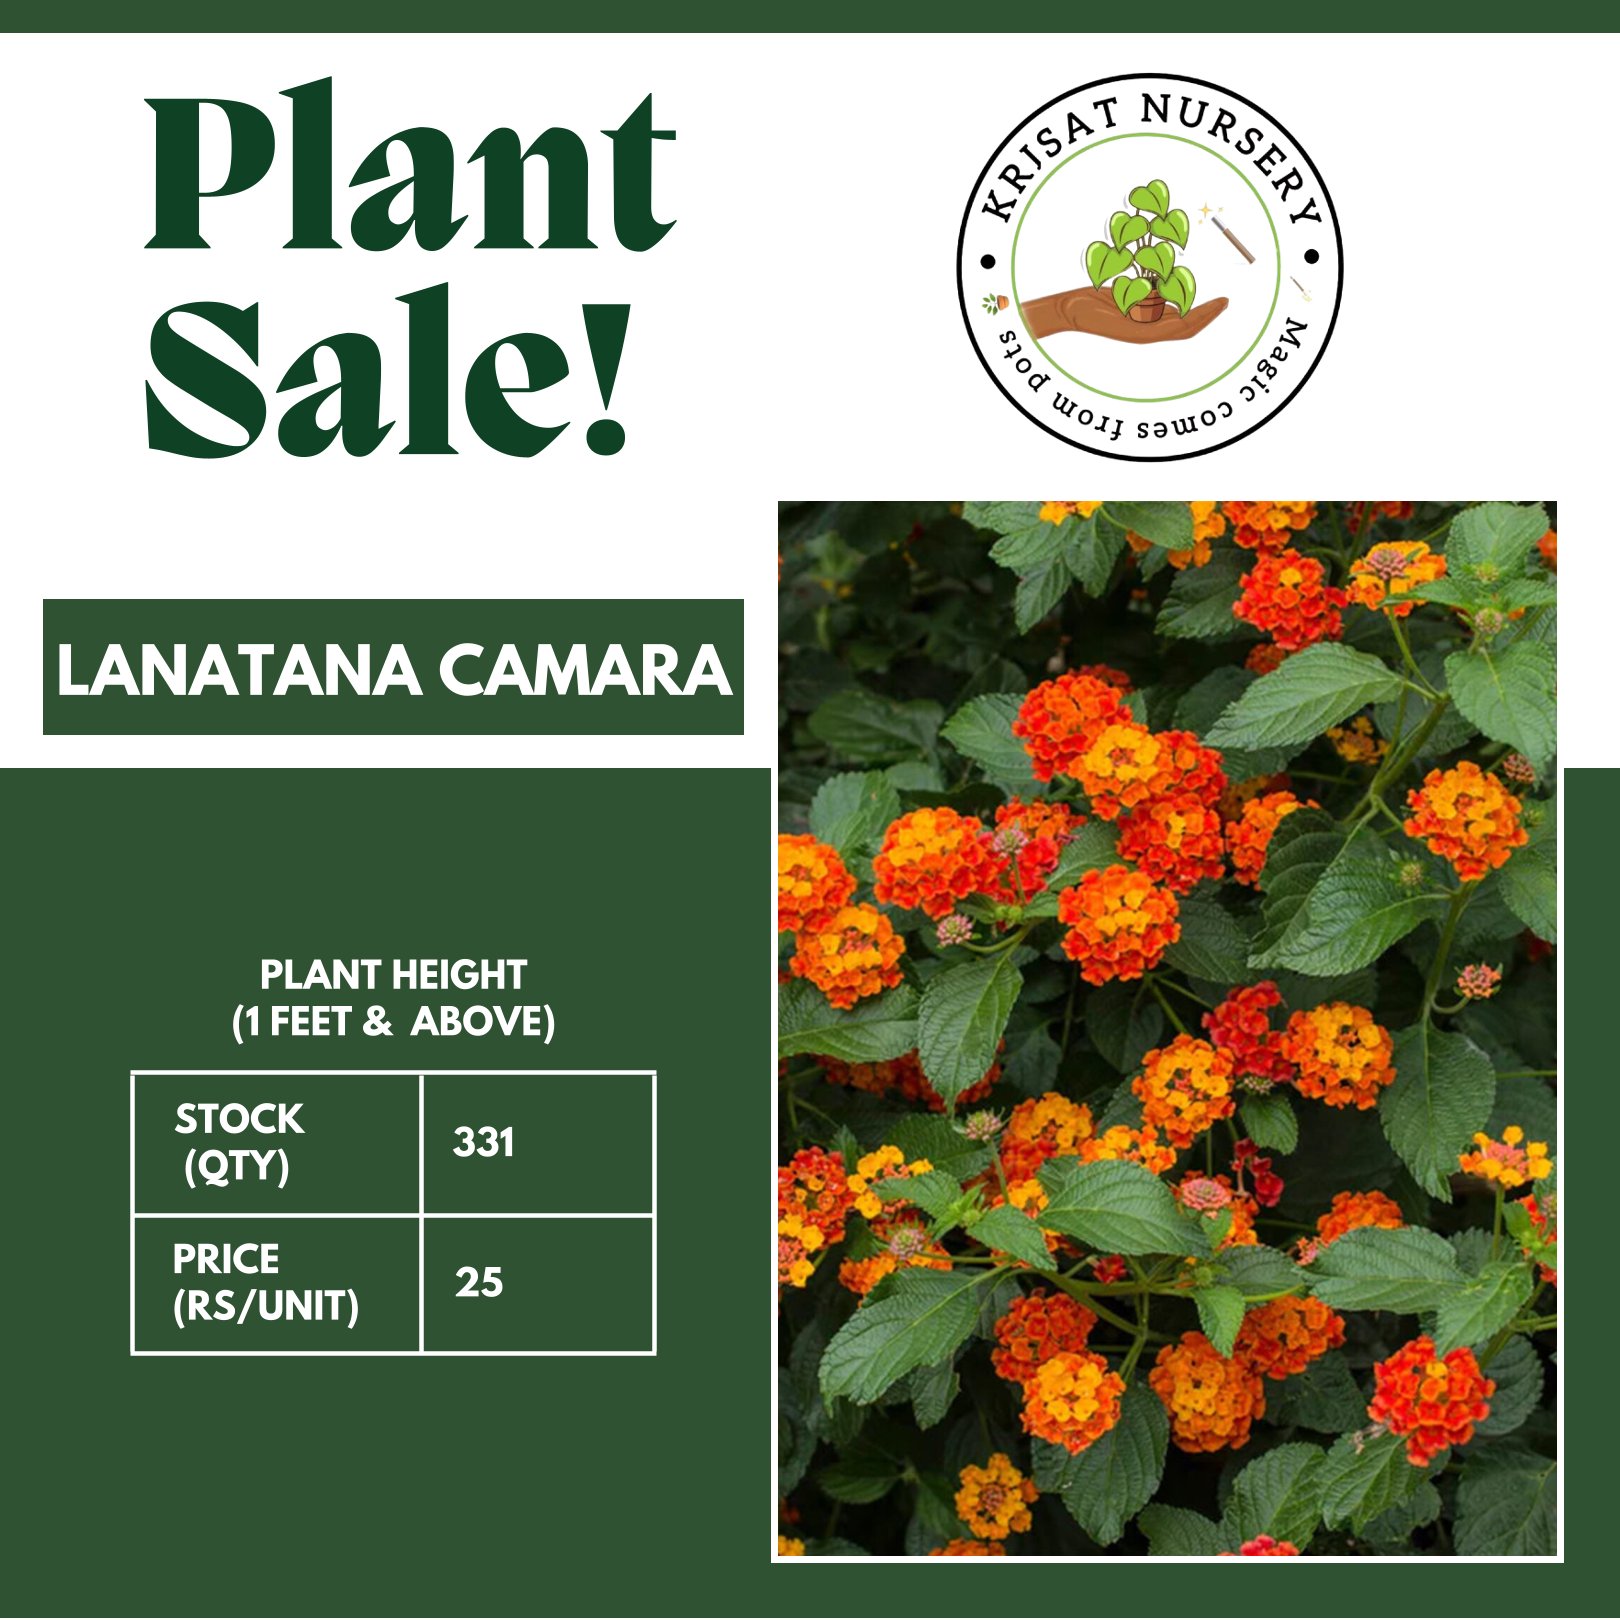 Plant
Sale!
KRJSAT NURSERY
Magic comes from pots
LANATANA CAMARA
PLANT HEIGHT
(1 FEET & ABOVE)
STOCK
(QTY)
331
PRICE
(RS/UNIT)
25